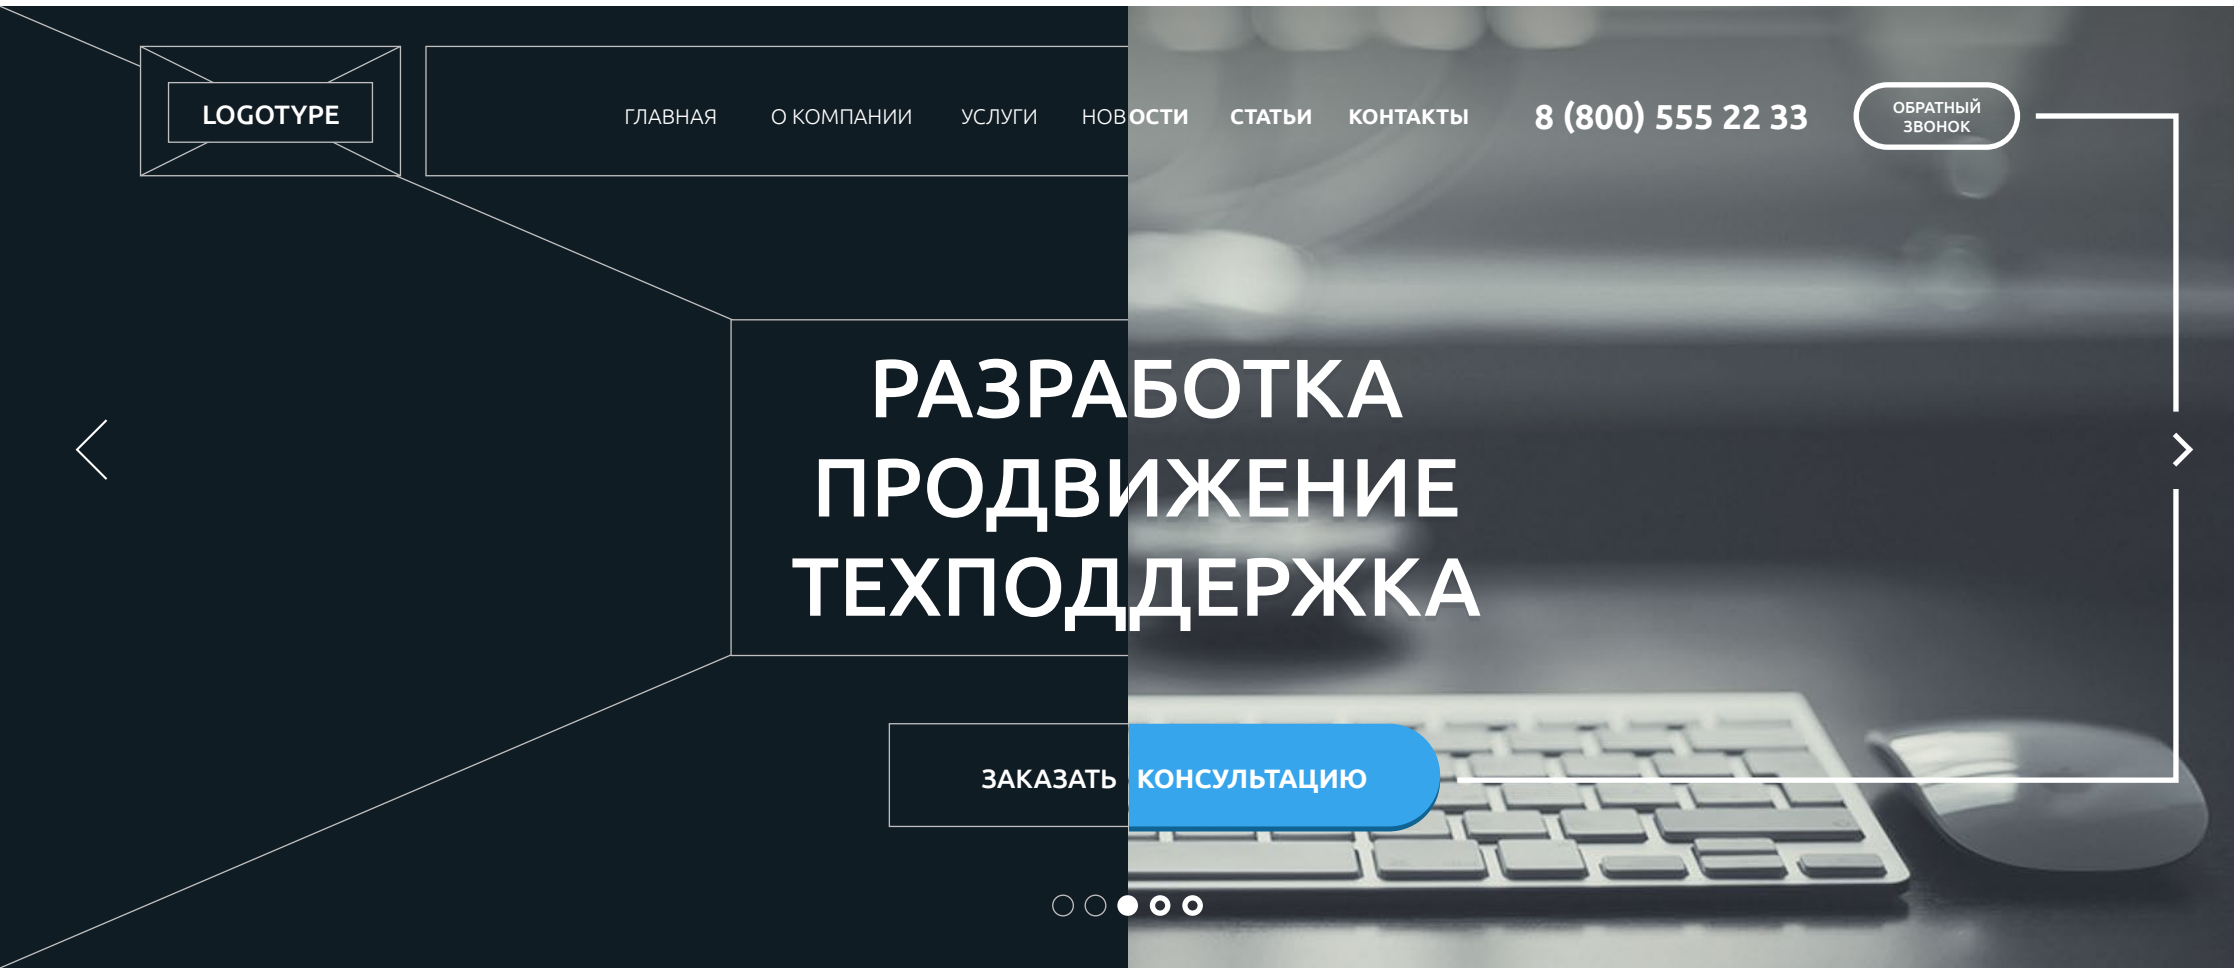 LOGOTYPE
ГЛАВНАЯ О КОМПАНИИ УСЛУГИ НОВОСТИ СТАТЬИ КОНТАКТЫ 8 (800) 555 22 33
ОБРАТНЫЙ
ЗВОНОК
РАЗРАБОТКА
ПРОДВИЖЕНИЕ
ТЕХПОДДЕРЖКА
ЗАКАЗАТЬ КОНСУЛЬТАЦИЮ